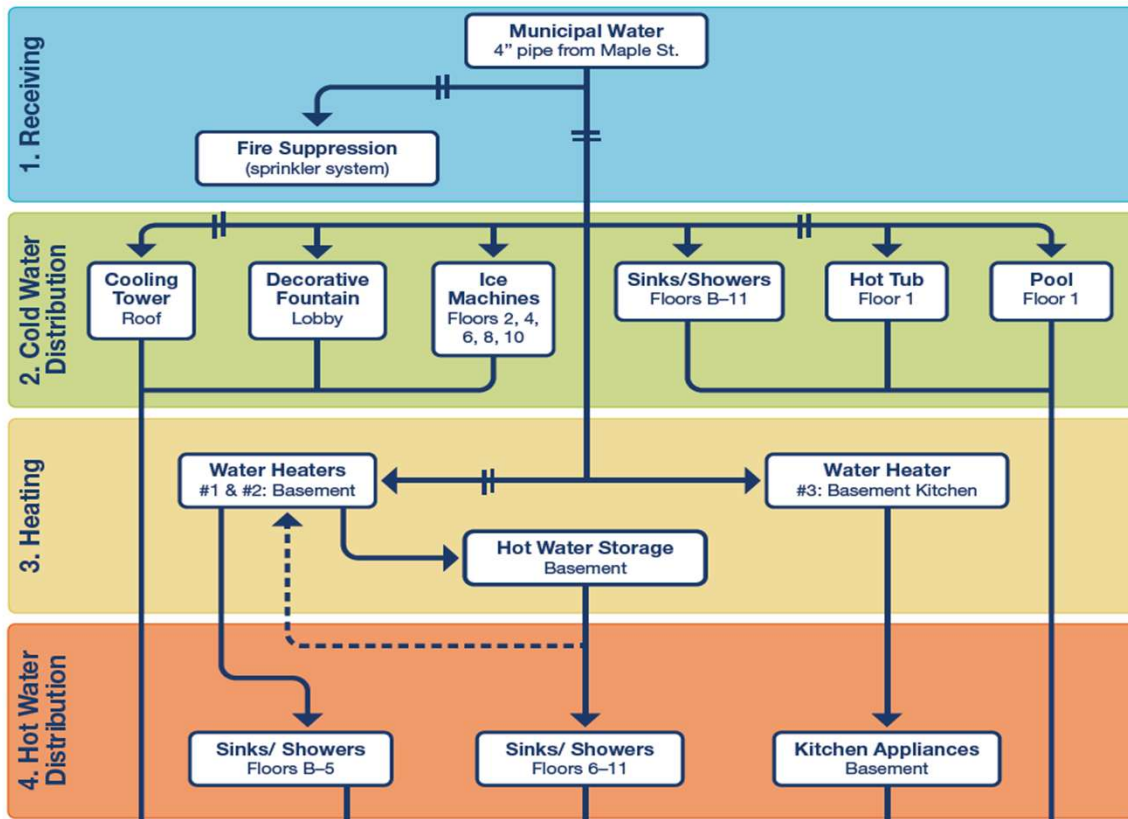 1. Receiving
Municipal Water
4” pipe from Maple St.
Fire Suppression
(sprinkler system)
2. Cold Water
Distribution
Cooling
Tower
Roof
Decorative
Fountain
Lobby
Ice
Machines
Floors 2, 4,
6, 8, 10
Sinks/Showers
Floors B–11
Hot Tub
Floor 1
Pool
Floor 1
3. Heating
Water Heaters
#1 & #2: Basement
Water Heater
#3: Basement Kitchen
Hot Water Storage
Basement
4. Hot Water
Distribution
Sinks/ Showers
Floors B–5
Sinks/ Showers
Floors 6–11
Kitchen Appliances
Basement